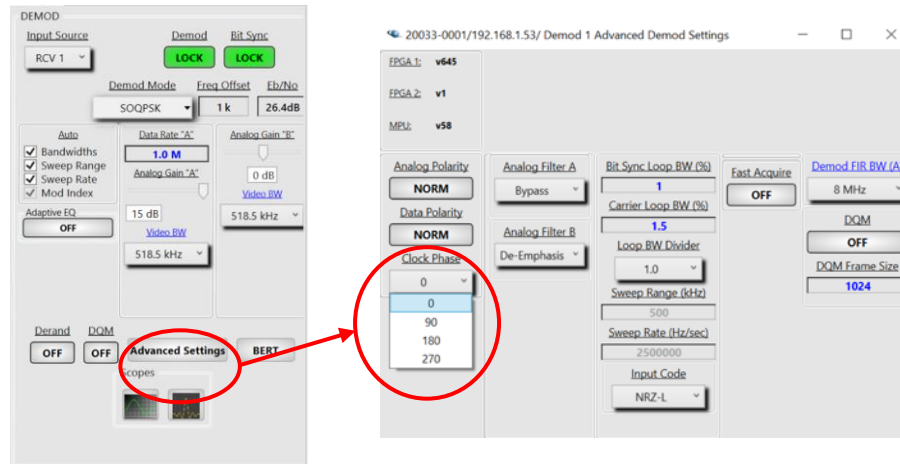 DEMOD
Input Source Demod Bit Sync
RCV 1 LOCK LOCK
Demod Mode Freq Offset Eb/No
SOQPSK 1 k 26.4dB
Auto
Bandwidths
Sweep Range
Sweep Rate
Mod Index
Adaptive EQ
OFF
Data Rate "A"
1.0 M
Analog Gain "A"
15 dB
Video BW
518.5 kHz
Analog Gain "B"
0 dB
Video BW
518.5 kHz
Derand DQM
OFF OFF Advanced Settings BERT
Scopes
20033-0001/192.168.1.53/ Demod 1 Advanced Demod Settings
FPGA 1: v645
FPGA 2: v1
MPU: v58
Analog Polarity
NORM
Data Polarity
NORM
Clock Phase
0
0
90
180
270
Analog Filter A
Bypass
Analog Filter B
De-Emphasis
Bit Sync Loop BW (%)
1
Carrier Loop BW (%)
1.5
Loop BW Divider
1.0
Sweep Range (kHz)
500
Sweep Rate (Hz/sec)
2500000
Input Code
NRZ-L
Fast Acquire
OFF
Demod FIR BW (A
8 MHz
DQM
OFF
DQM Frame Size
1024